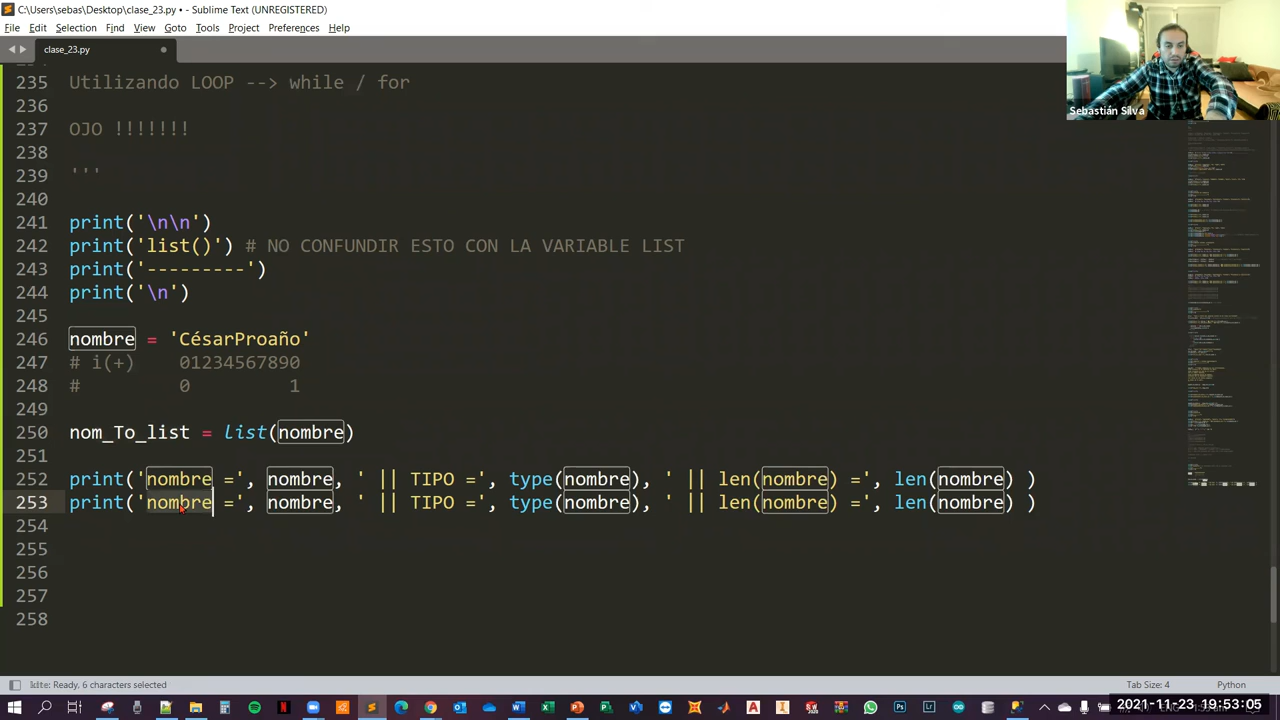 C:\Users\sebas\Desktop\clase_23.py • - Sublime Text (UNREGISTERED)
File Edit Selection Find View Goto Tools Project Preferences Help
clase_23.py
Sebastián Silva
235 Utilizando LOOP --> while / for
236
237 OJO !!!!!!!
238
239 '''
240
241 print('\n\n')
242 print('list()') # NO CONFUNDIR ESTO CON LA VARIABLE LIST
243 print('---------')
244 print('\n')
245
246 nombre = 'CésarProaño'
247 # i(+)    01234567890
248 #         0         1
249
250 nom_To_list = list(nombre)
251
252 print('nombre =', nombre, ' || TIPO =', type(nombre), ' || len(nombre) =', len(nombre) )
253 print('nombre =', nombre, ' || TIPO =', type(nombre), ' || len(nombre) =', len(nombre) )
254
255
256
257
258
kite: Ready, 6 characters selected
Tab Size: 4
Python
2021-11-23 19:53:05